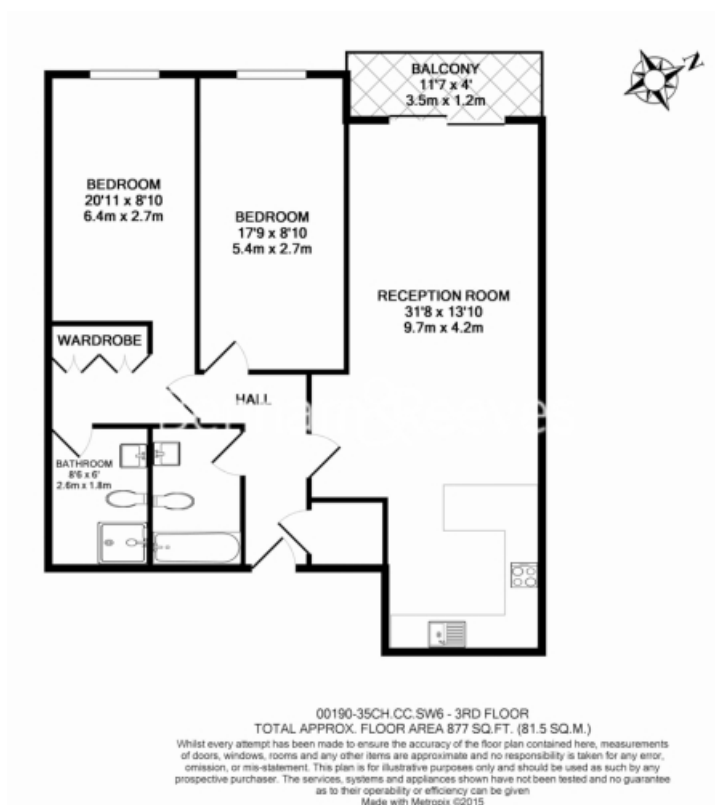 BALCONY
11'7 x 4'
3.5m x 1.2m
N
BEDROOM
20'11 x 8'10
6.4m x 2.7m
BEDROOM
17'9 x 8'10
5.4m x 2.7m
RECEPTION ROOM
31'8 x 13'10
9.7m x 4.2m
WARDROBE
HALL
Benham & Reeves
BATHROOM
8'6 x 6'
2.6m x 1.8m
00190-35CH.CC.SW6 - 3RD FLOOR
TOTAL APPROX. FLOOR AREA 877 SQ.FT. (81.5 SQ.M.)
Whilst every attempt has been made to ensure the accuracy of the floor plan contained here, measurements
of doors, windows, rooms and any other items are approximate and no responsibility is taken for any error,
omission, or mis-statement. This plan is for illustrative purposes only and should be used as such by any
prospective purchaser. The services, systems and appliances shown have not been tested and no guarantee
as to their operability or efficiency can be given
Made with Metropix ©2015